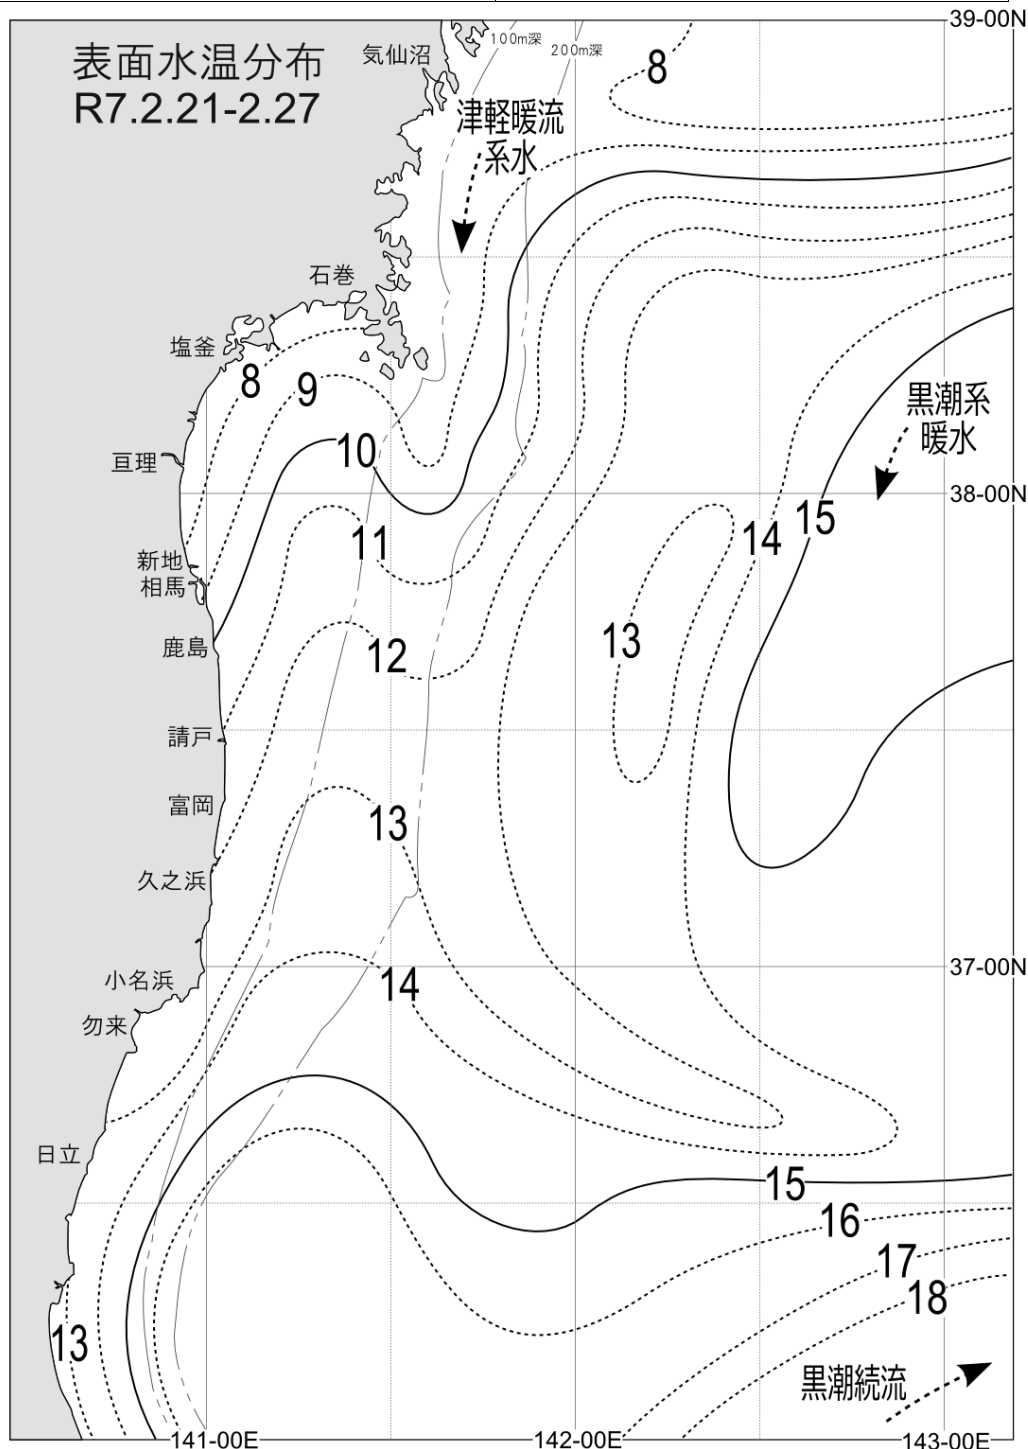 39-00N
表面水温分布
R7.2.21-2.27
気仙沼
100m深
200m深
8
津軽暖流
系水
石巻
塩釜
8
9
黒潮系
暖水
亘理
10
38-00N
15
14
11
新地
相馬
13
鹿島
12
請戸
富岡
13
久之浜
37-00N
小名浜
14
勿来
日立
15
16
17
18
13
黒潮続流
141-00E
142-00E
143-00E